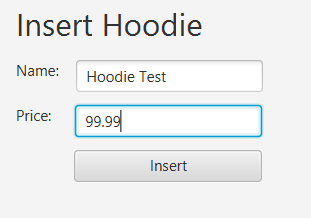 Insert Hoodie
Name: Hoodie Test
Price: 99.99
Insert